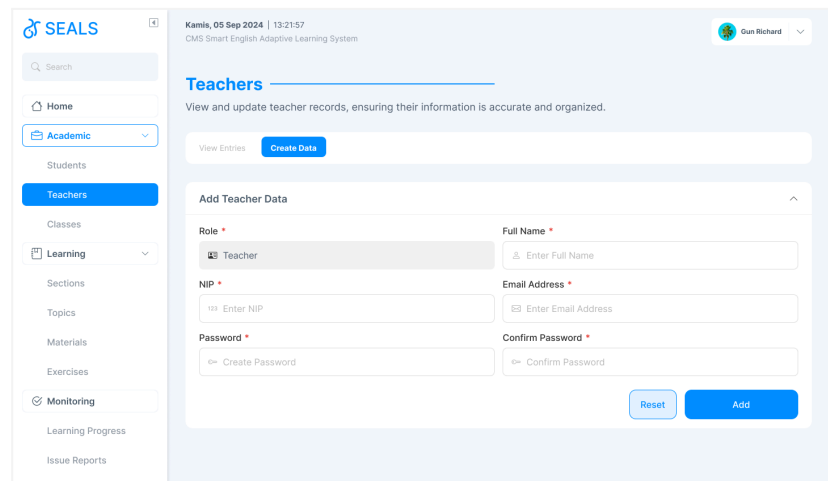 SEALS
Search
Home
Academic
Students
Teachers
Classes
Learning
Sections
Topics
Materials
Exercises
Monitoring
Learning Progress
Issue Reports
Kamis, 05 Sep 2024 | 13:21:57
CMS Smart English Adaptive Learning System
Gun Richard
Teachers
View and update teacher records, ensuring their information is accurate and organized.
View Entries Create Data
Add Teacher Data
Role * Full Name *
Teacher Enter Full Name
NIP * Email Address *
123 Enter NIP Enter Email Address
Password * Confirm Password *
Create Password Confirm Password
Reset Add